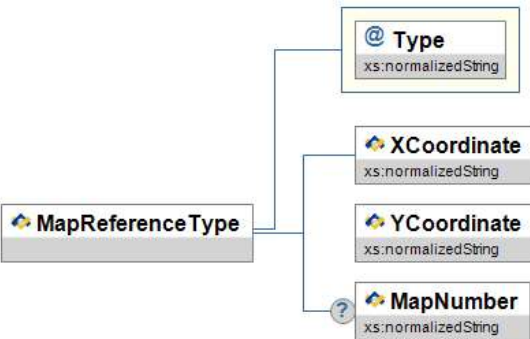 @ Type
xs:normalizedString
XCoordinate
xs:normalizedString
MapReferenceType
YCoordinate
xs:normalizedString
? MapNumber
xs:normalizedString